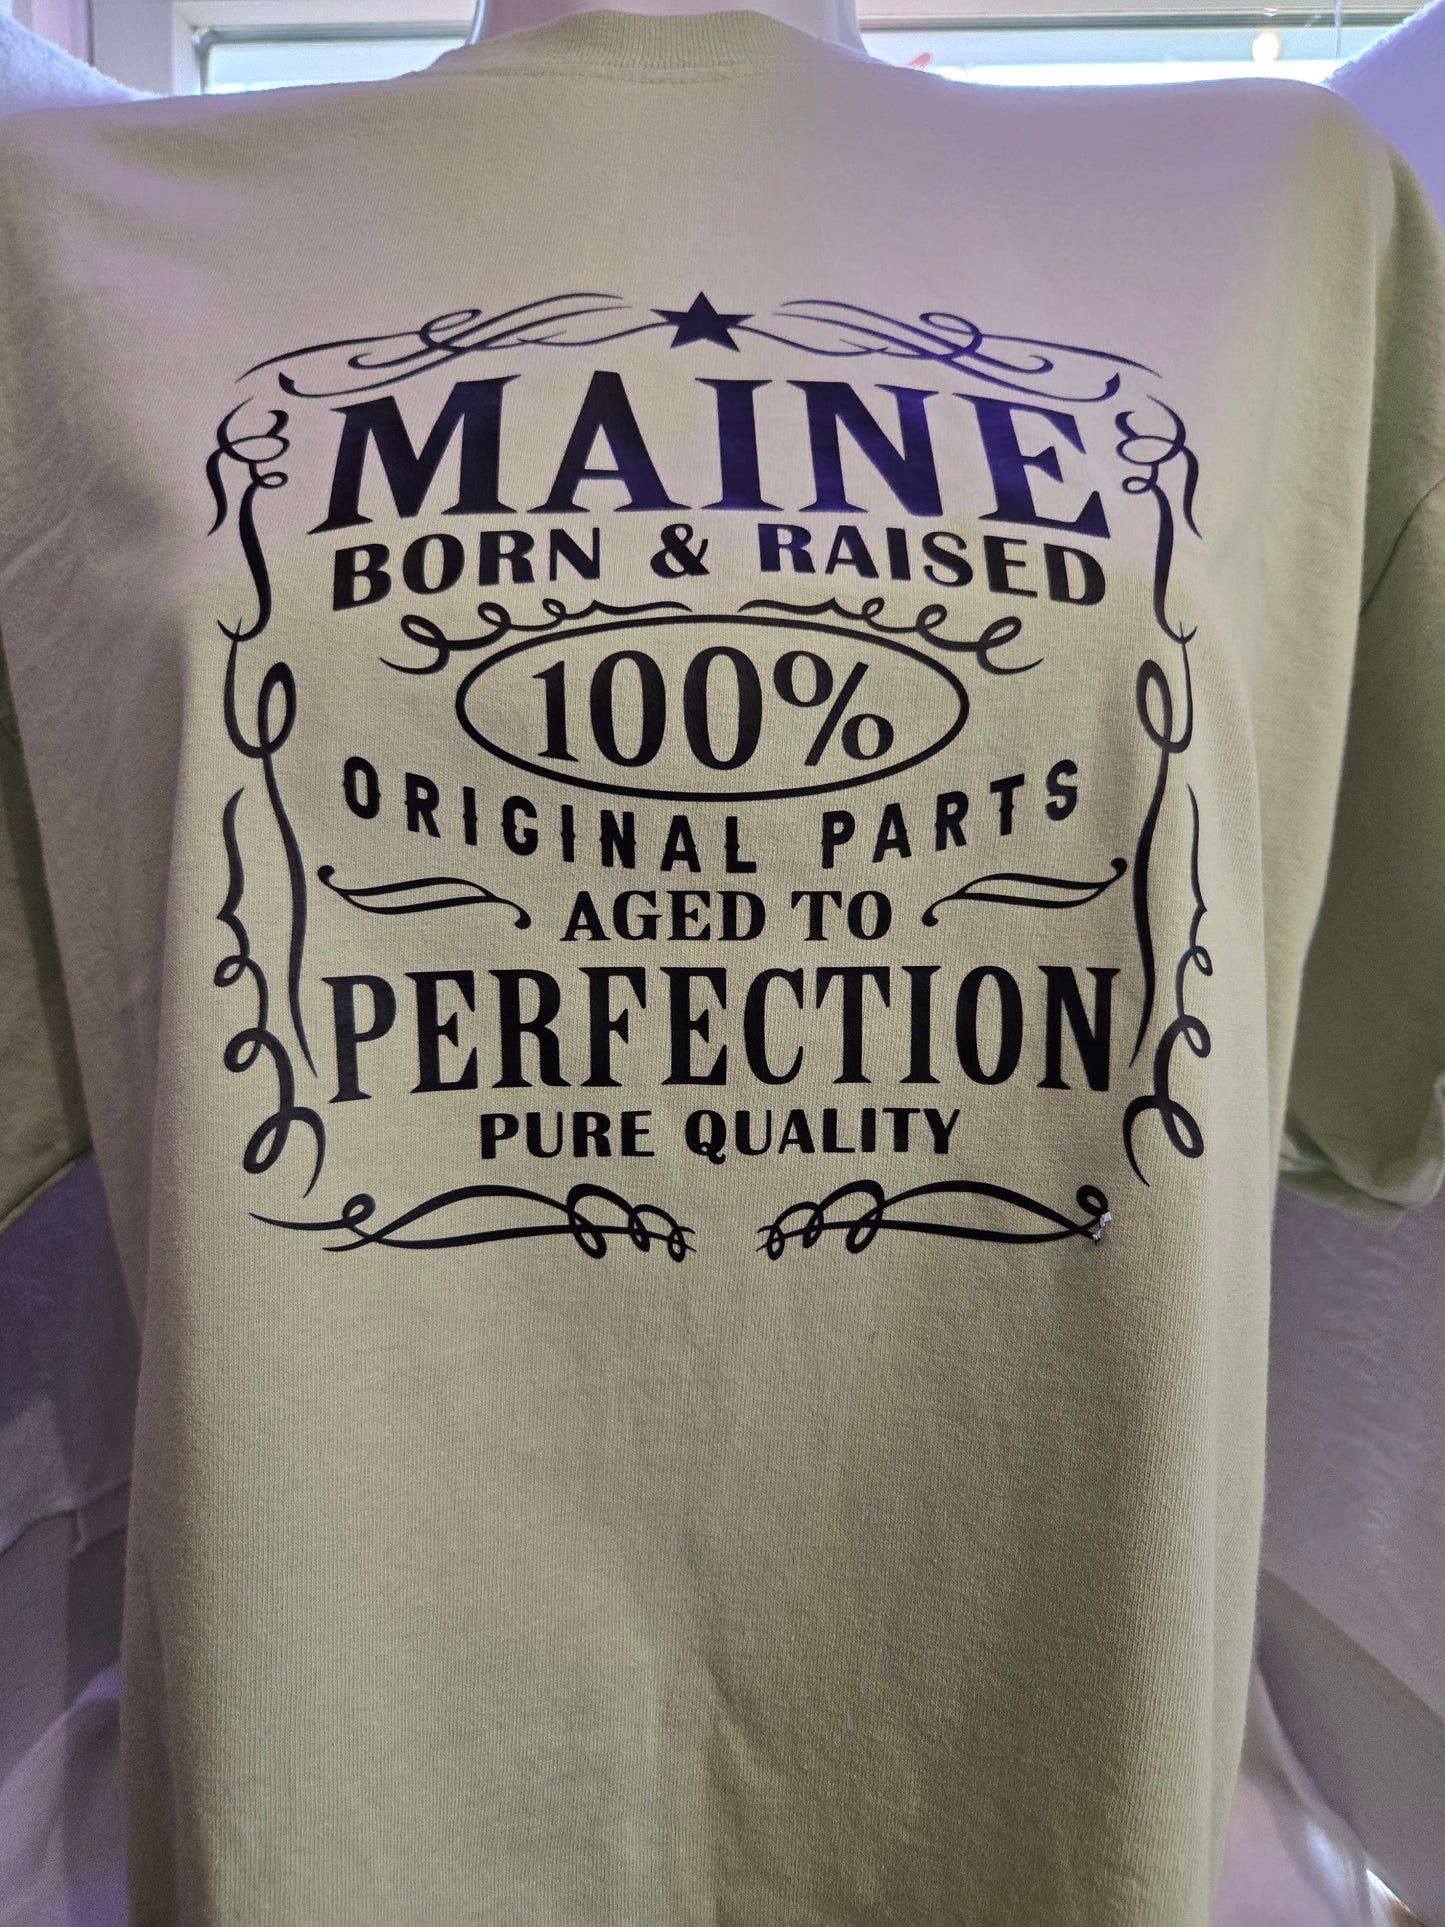 MAINE
BORN & RAISED
100%
ORIGINAL PARTS
AGED TO
PERFECTION
PURE QUALITY